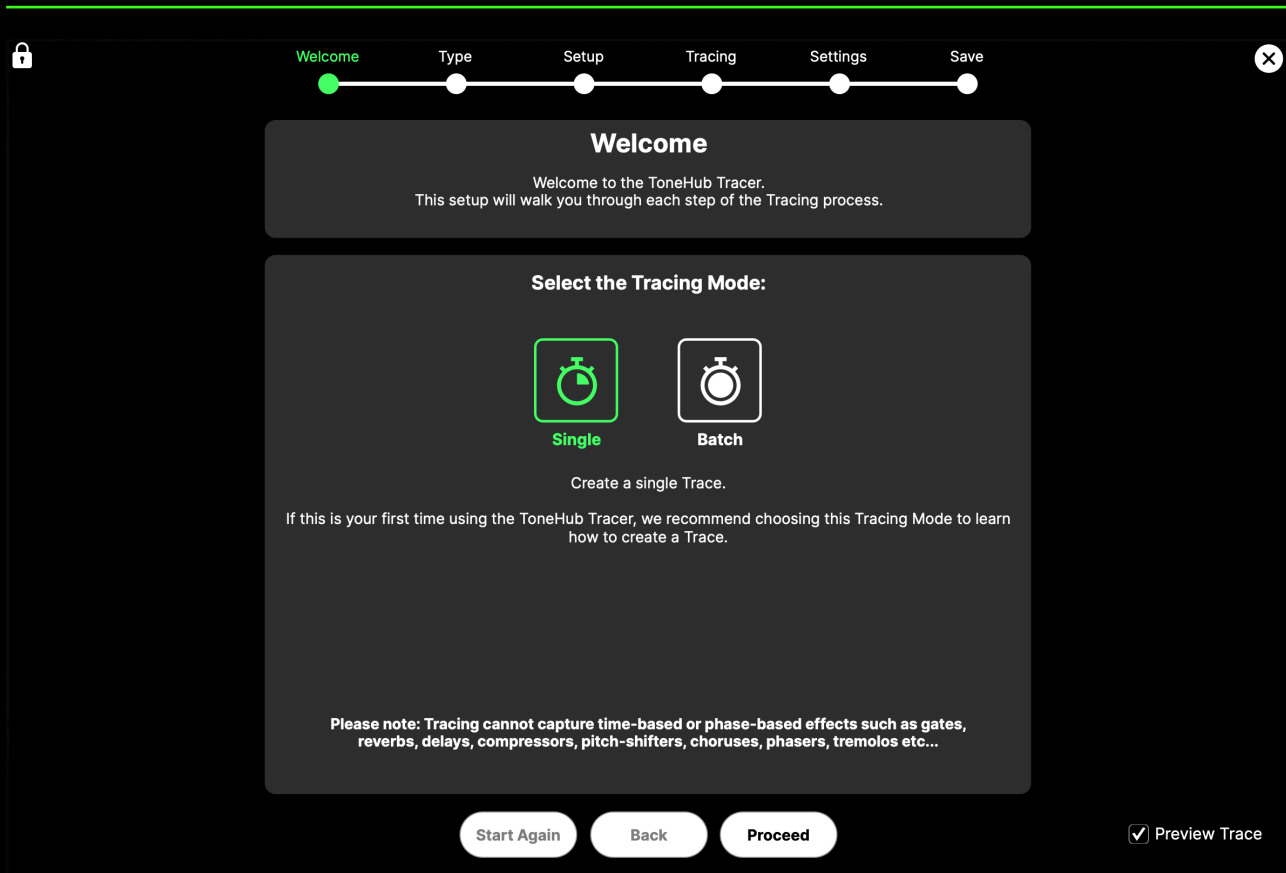 Welcome
Type
Setup
Tracing
Settings
Save
Welcome
Welcome to the ToneHub Tracer.
This setup will walk you through each step of the Tracing process.
Select the Tracing Mode:
Single
Batch
Create a single Trace.
If this is your first time using the ToneHub Tracer, we recommend choosing this Tracing Mode to learn
how to create a Trace.
Please note: Tracing cannot capture time-based or phase-based effects such as gates,
reverbs, delays, compressors, pitch-shifters, choruses, phasers, tremolos etc...
Start Again
Back
Proceed
Preview Trace